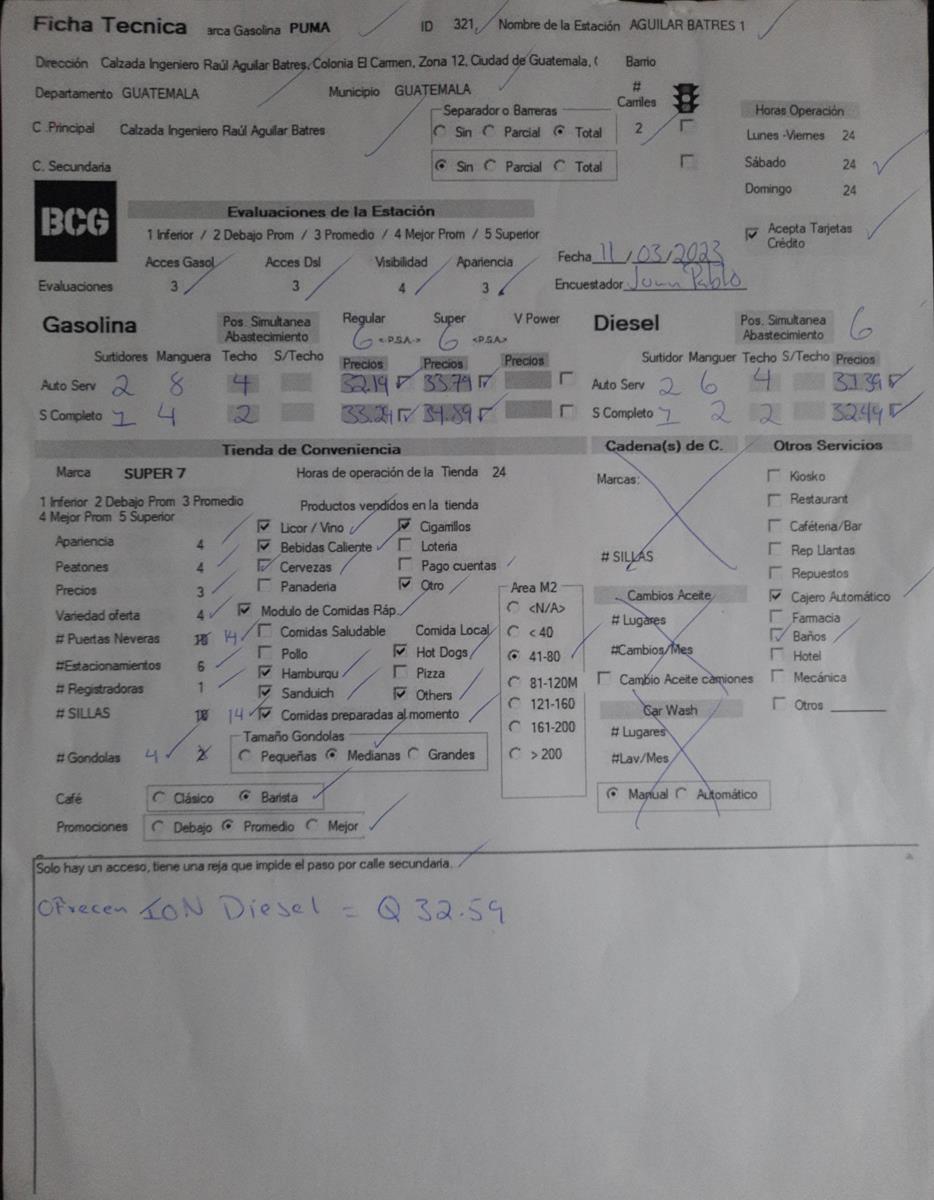 Ficha Tecnica arca Gasolina PUMA ID 321 Nombre de la Estación AGUILAR BATRES 1
Dirección Calzada Ingeniero Raúl Aguilar Batres, Colonia El Carmen, Zona 12, Ciudad de Guatemala, ( Barrio
Departamento GUATEMALA Municipio GUATEMALA # Carriles
Separador o Barreras Horas Operación
C .Principal Calzada Ingeniero Raúl Aguilar Batres Sin Parcial Total 2 Lunes -Viernes 24
C. Secundaria Sin Parcial Total Sábado 24
Domingo 24
BCG
Evaluaciones de la Estación
1 Inferior / 2 Debajo Prom / 3 Promedio / 4 Mejor Prom / 5 Superior
Acepta Tarjetas Crédito
Acces Gasol Acces Dsl Visibilidad Apariencia Fecha 11/03/2023
Evaluaciones 3 3 4 3 Encuestador Juan Pablo
Gasolina Pos. Simultanea Abastecimiento Regular Super V Power Diesel Pos. Simultanea Abastecimiento 6
6 <-P.S.A-> 6 <P.S.A>
Surtidores Manguera Techo S/Techo Precios Precios Precios Surtidor Manguer Techo S/Techo Precios
Auto Serv 2 8 4 32.19 33.79 Auto Serv 2 6 4 31.39
S Completo 1 4 2 33.29 34.89 S Completo 1 2 2 32.49
Tienda de Conveniencia Cadena(s) de C. Otros Servicios
Marca SUPER 7 Horas de operación de la Tienda 24 Marcas: Kiosko
1 Inferior 2 Debajo Prom 3 Promedio Productos vendidos en la tienda Restaurant
4 Mejor Prom 5 Superior
Licor / Vino Cigarrillos Cafétería/Bar
Apariencia 4 Bebidas Caliente Loteria Rep Llantas
Peatones 4 Cervezas Pago cuentas # SILLAS Repuestos
Precios 3 Panaderia Otro Area M2 Cambios Aceite Cajero Automático
Variedad oferta 4 Modulo de Comidas Ráp. <N/A> # Lugares Farmacia
# Puertas Neveras 14 Comidas Saludable Comida Local < 40 Baños
#Estacionamientos 6 Pollo Hot Dogs 41-80 #Cambios/Mes Hotel
# Registradoras 1 Hamburgu Pizza 81-120M Cambio Aceite camiones Mecánica
Sanduich Others 121-160 Car Wash Otros
# SILLAS 18 14 Comidas preparadas al momento 161-200 # Lugares
Tamaño Gondolas
# Gondolas 4 2 Pequeñas Medianas Grandes > 200 #Lav/Mes
Café Clásico Barista Manual Automático
Promociones Debajo Promedio Mejor
Solo hay un acceso, tiene una reja que impide el paso por calle secundaria.
Ofrecen ION Diesel = Q 32.59